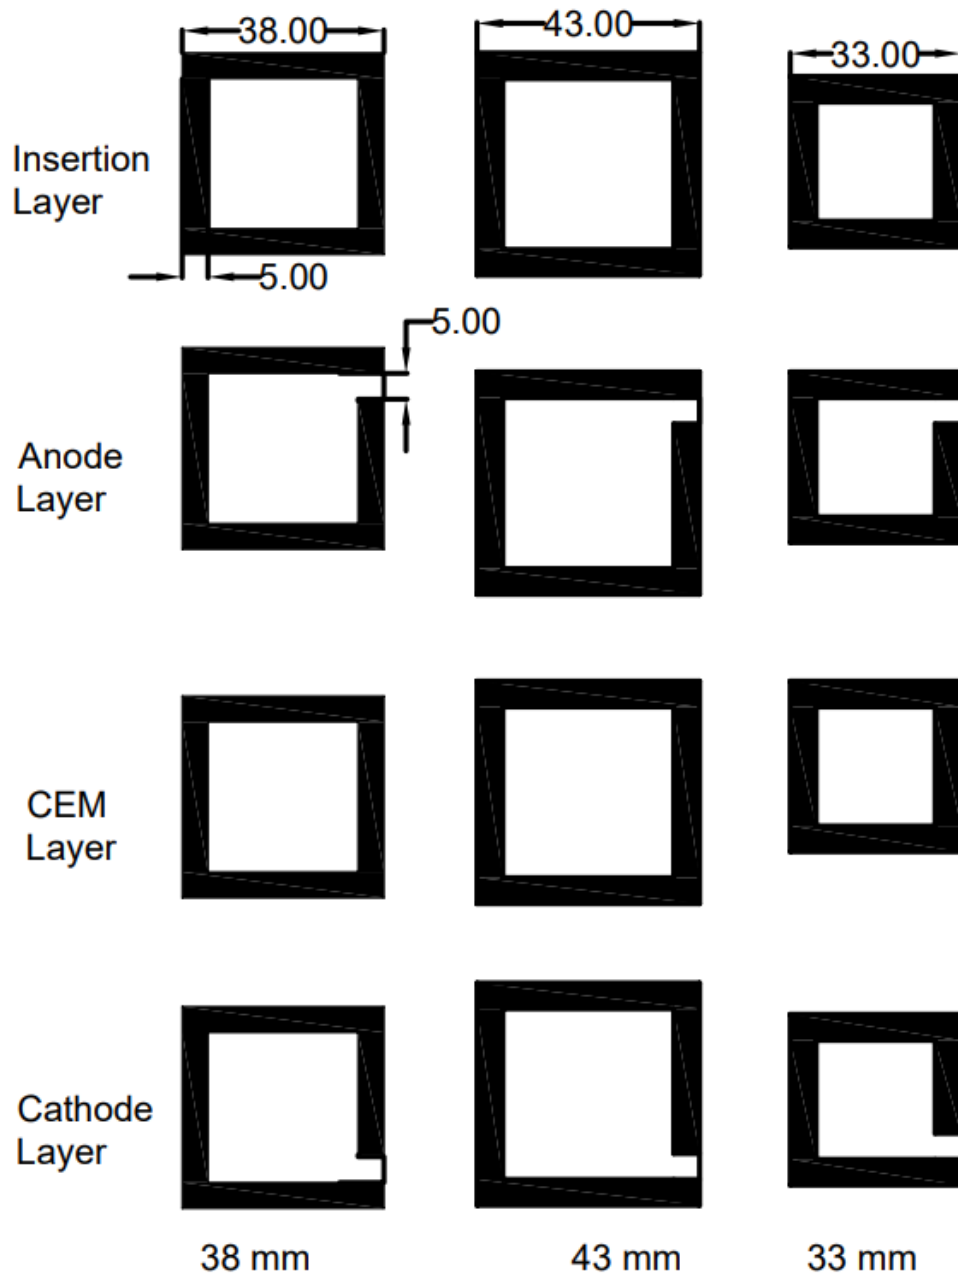 38.00
43.00
33.00
Insertion
Layer
5.00
5.00
Anode
Layer
CEM
Layer
Cathode
Layer
38 mm
43 mm
33 mm